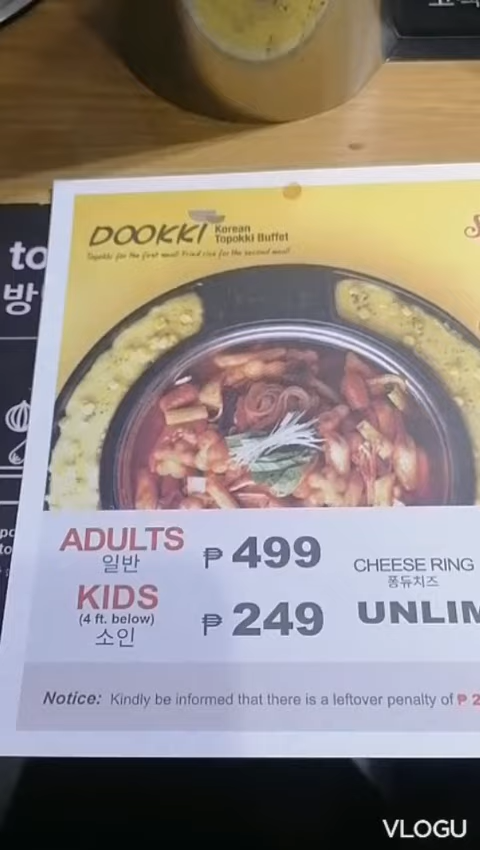 DOOKKI Korean
Topokki Buffet
Topokki for the first meal! Fried rice for the second meal!
to
방
ADULTS ₱ 499
일반
CHEESE RING
퐁듀치즈
KIDS
(4 ft. below) ₱ 249
소인
UNLIM
Notice: Kindly be informed that there is a leftover penalty of ₱ 2
VLOGU